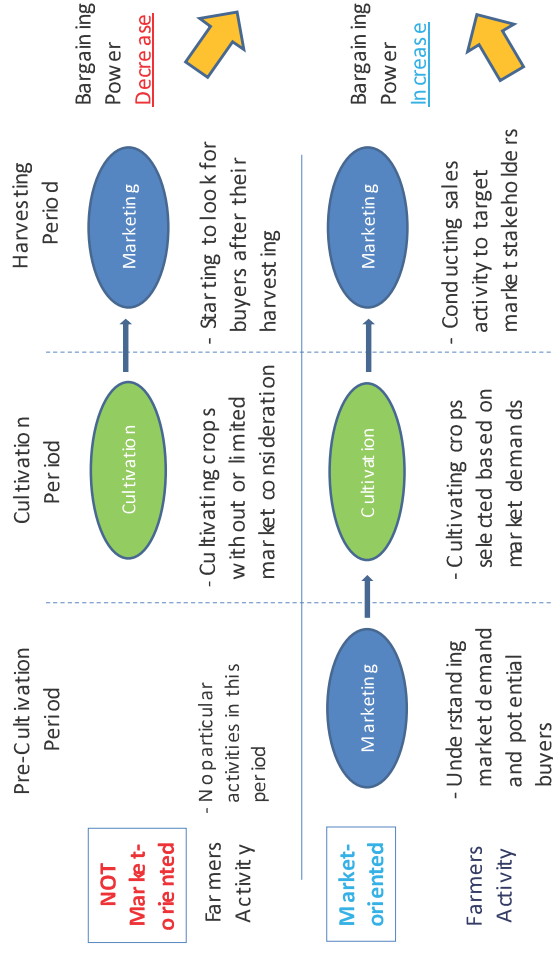 Pre-Cultivation
Period
Cultivation
Period
Harvesting
Period
NOT
Market-
oriented
Cultivation
Marketing
Bargaining
Power
Decrease
Farmers
Activity
- No particular
activities in this
period
- Cultivating crops
without or limited
market consideration
- Starting to look for
buyers after their
harvesting
Market-
oriented
Marketing
Cultivation
Marketing
Bargaining
Power
Increase
Farmers
Activity
- Understanding
market demand
and potential
buyers
- Cultivating crops
selected based on
market demands
- Conducting sales
activity to target
market stakeholders